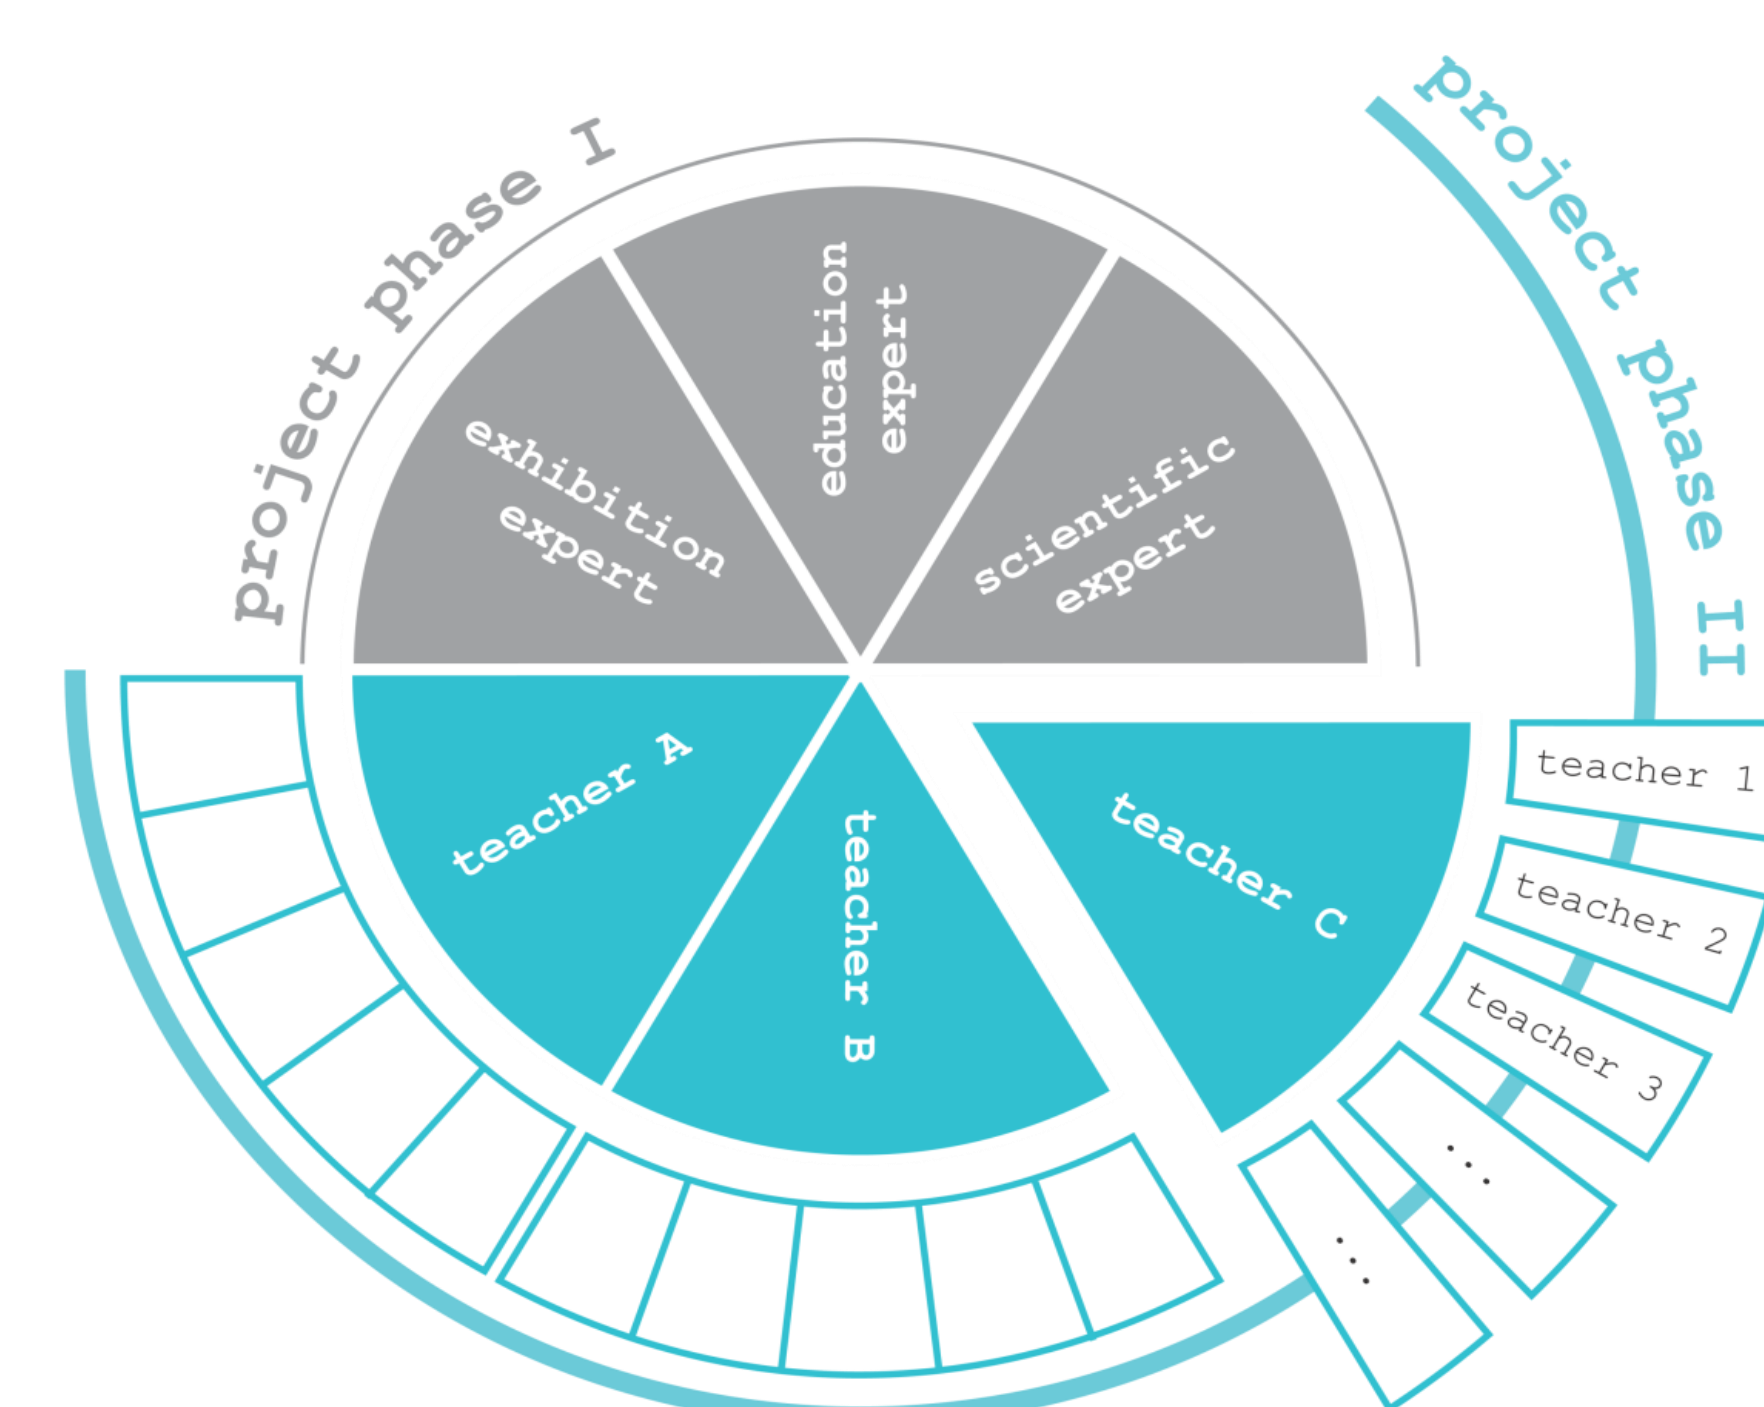 project phase I
project phase II
education
expert
exhibition
expert
scientific
expert
teacher A
teacher B
teacher C
teacher 1
teacher 2
teacher 3
...
...